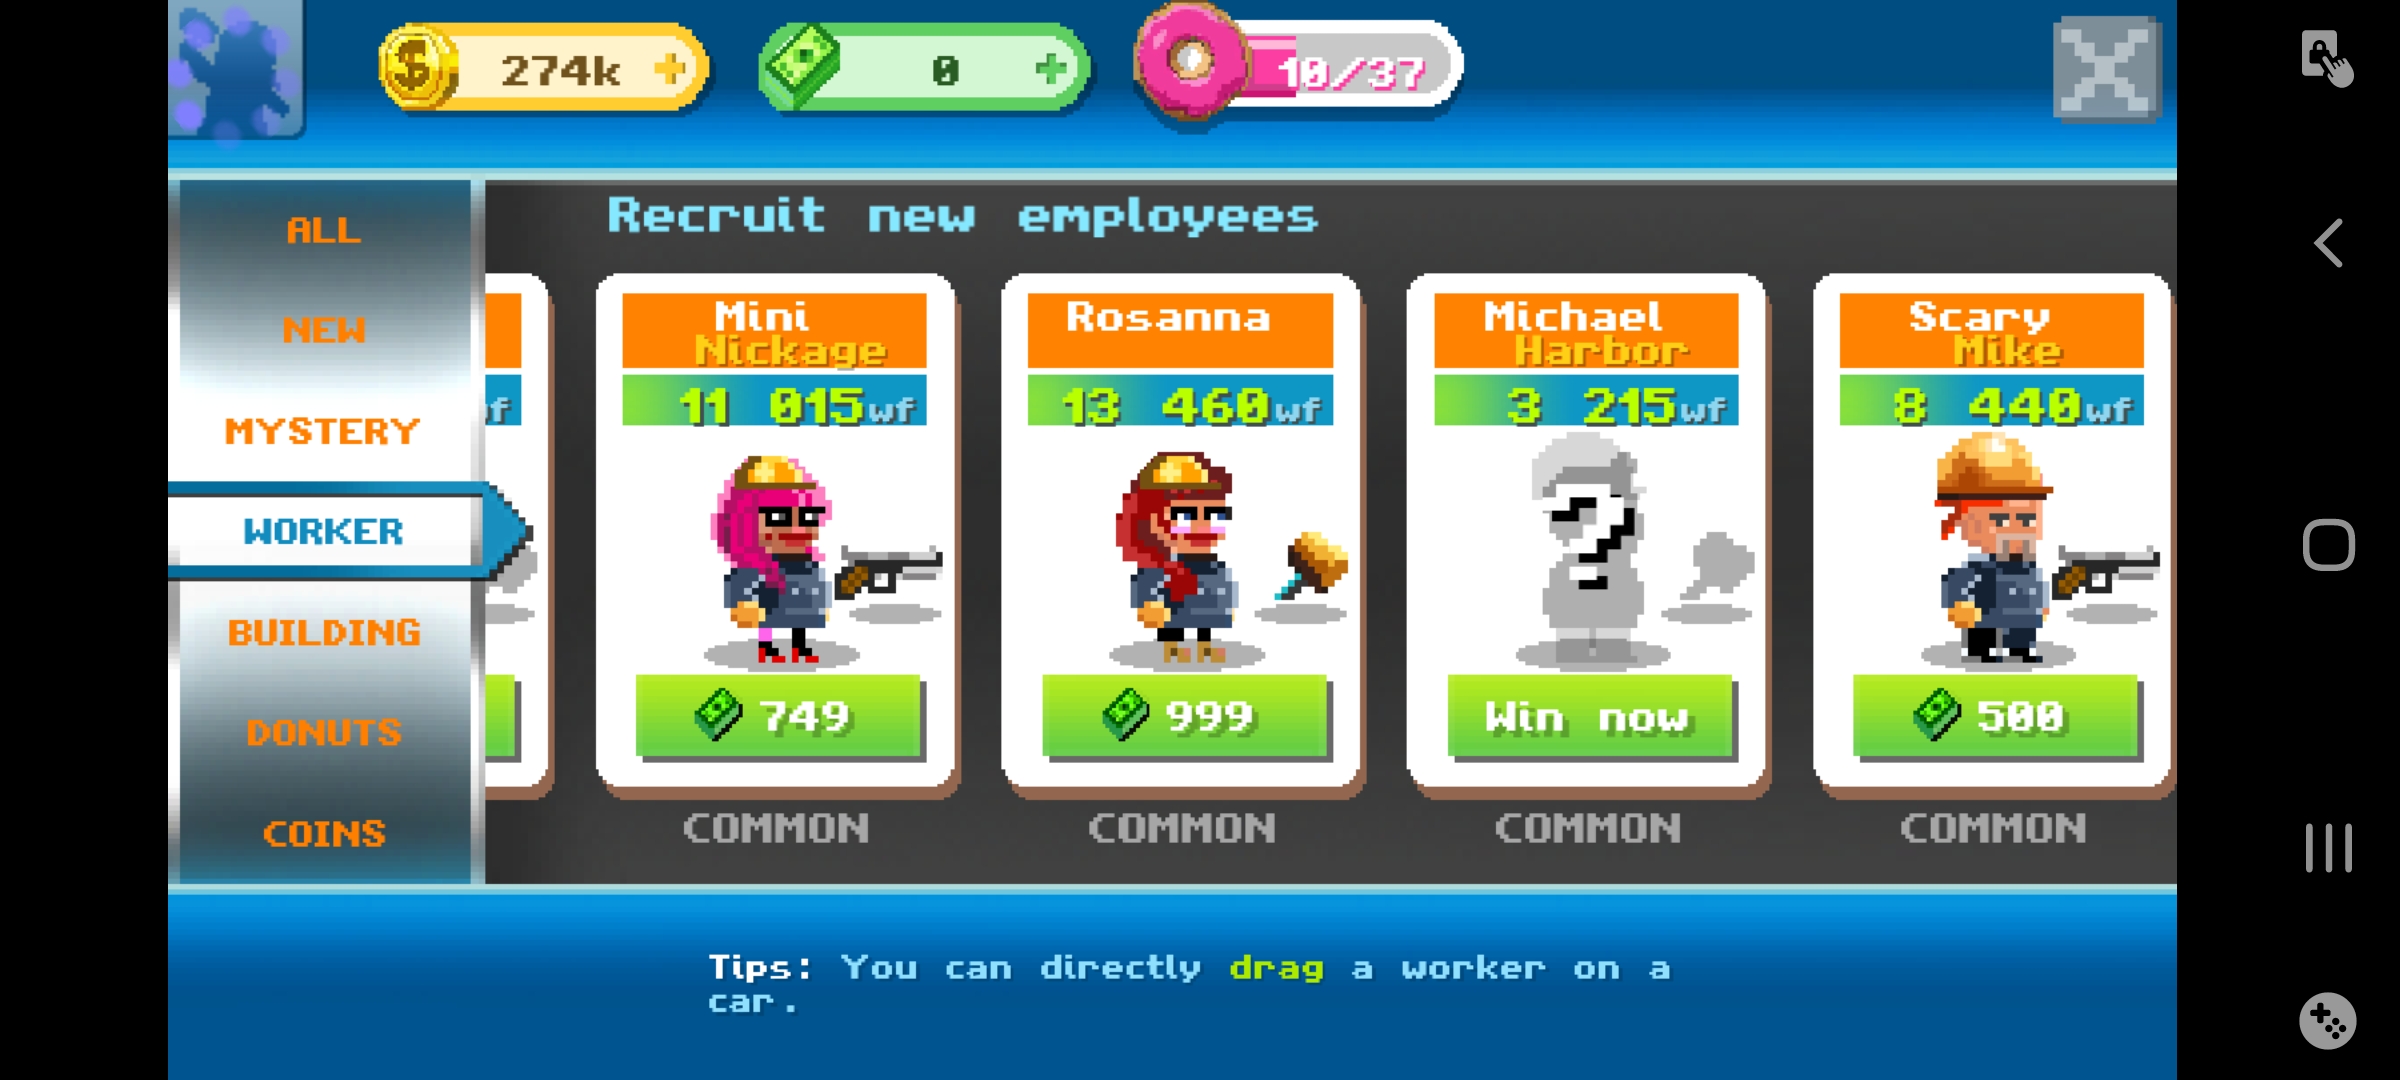 274k
0
10/37
ALL
NEW
MYSTERY
WORKER
BUILDING
DONUTS
COINS
Recruit new employees
wf
Mini
Nickage
11 015wf
749
COMMON
Rosanna
13 460wf
999
COMMON
Michael
Harbor
3 215wf
?
Win now
COMMON
Scary
Mike
8 440wf
500
COMMON
Tips: You can directly drag a worker on a
car.